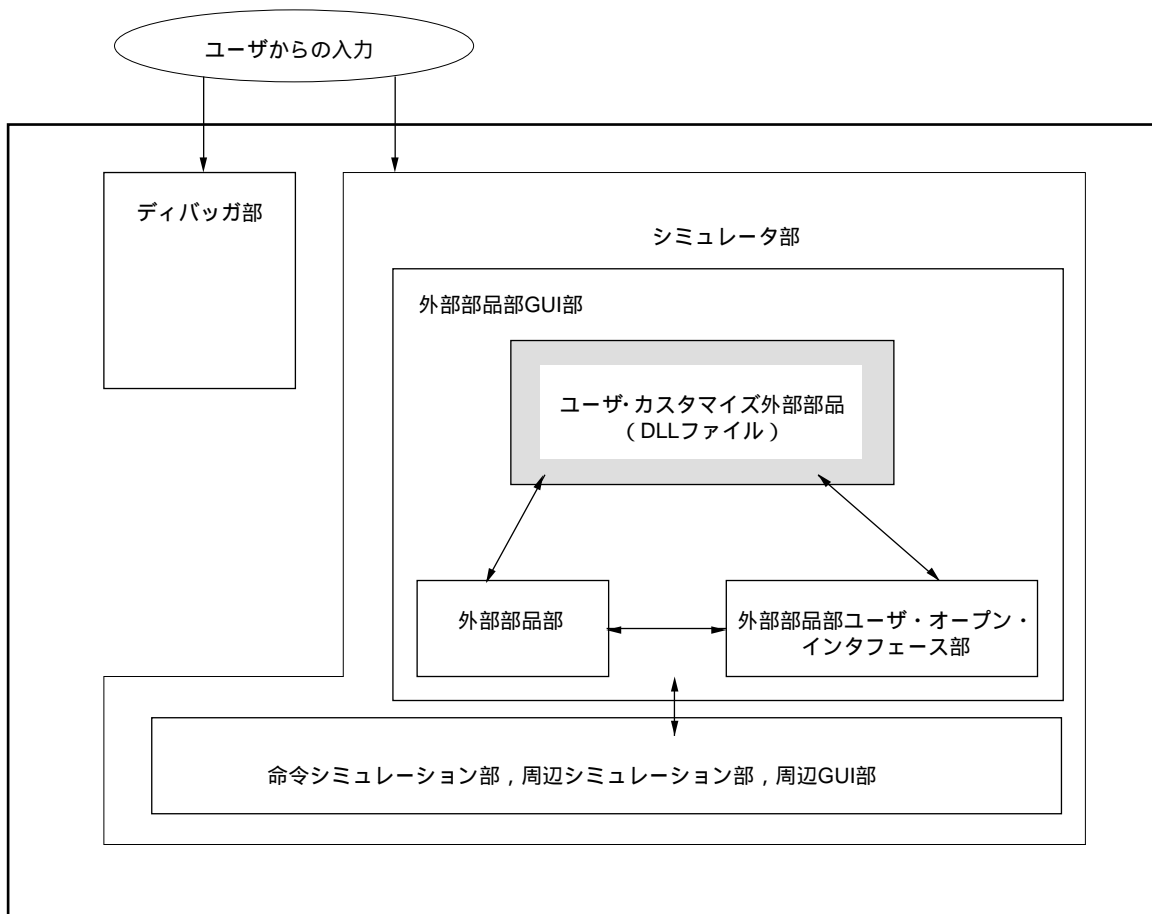 ユーザからの入力
ディバッガ部
シミュレータ部
外部部品部GUI部
ユーザ・カスタマイズ外部部品
（DLLファイル）
外部部品部
外部部品部ユーザ・オープン・
インタフェース部
命令シミュレーション部，周辺シミュレーション部，周辺GUI部